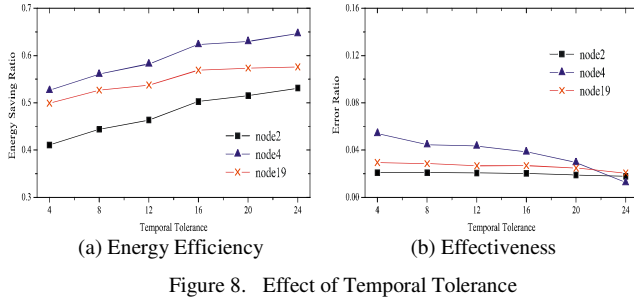 0.7
0.6
0.5
0.4
0.3
Energy Saving Ratio
node2
node4
node19
4 8 12 16 20 24
Temporal Tolerance
(a) Energy Efficiency
0.16
0.12
0.08
0.04
0.00
Error Ratio
node2
node4
node19
4 8 12 16 20 24
Temporal Tolerance
(b) Effectiveness
Figure 8. Effect of Temporal Tolerance